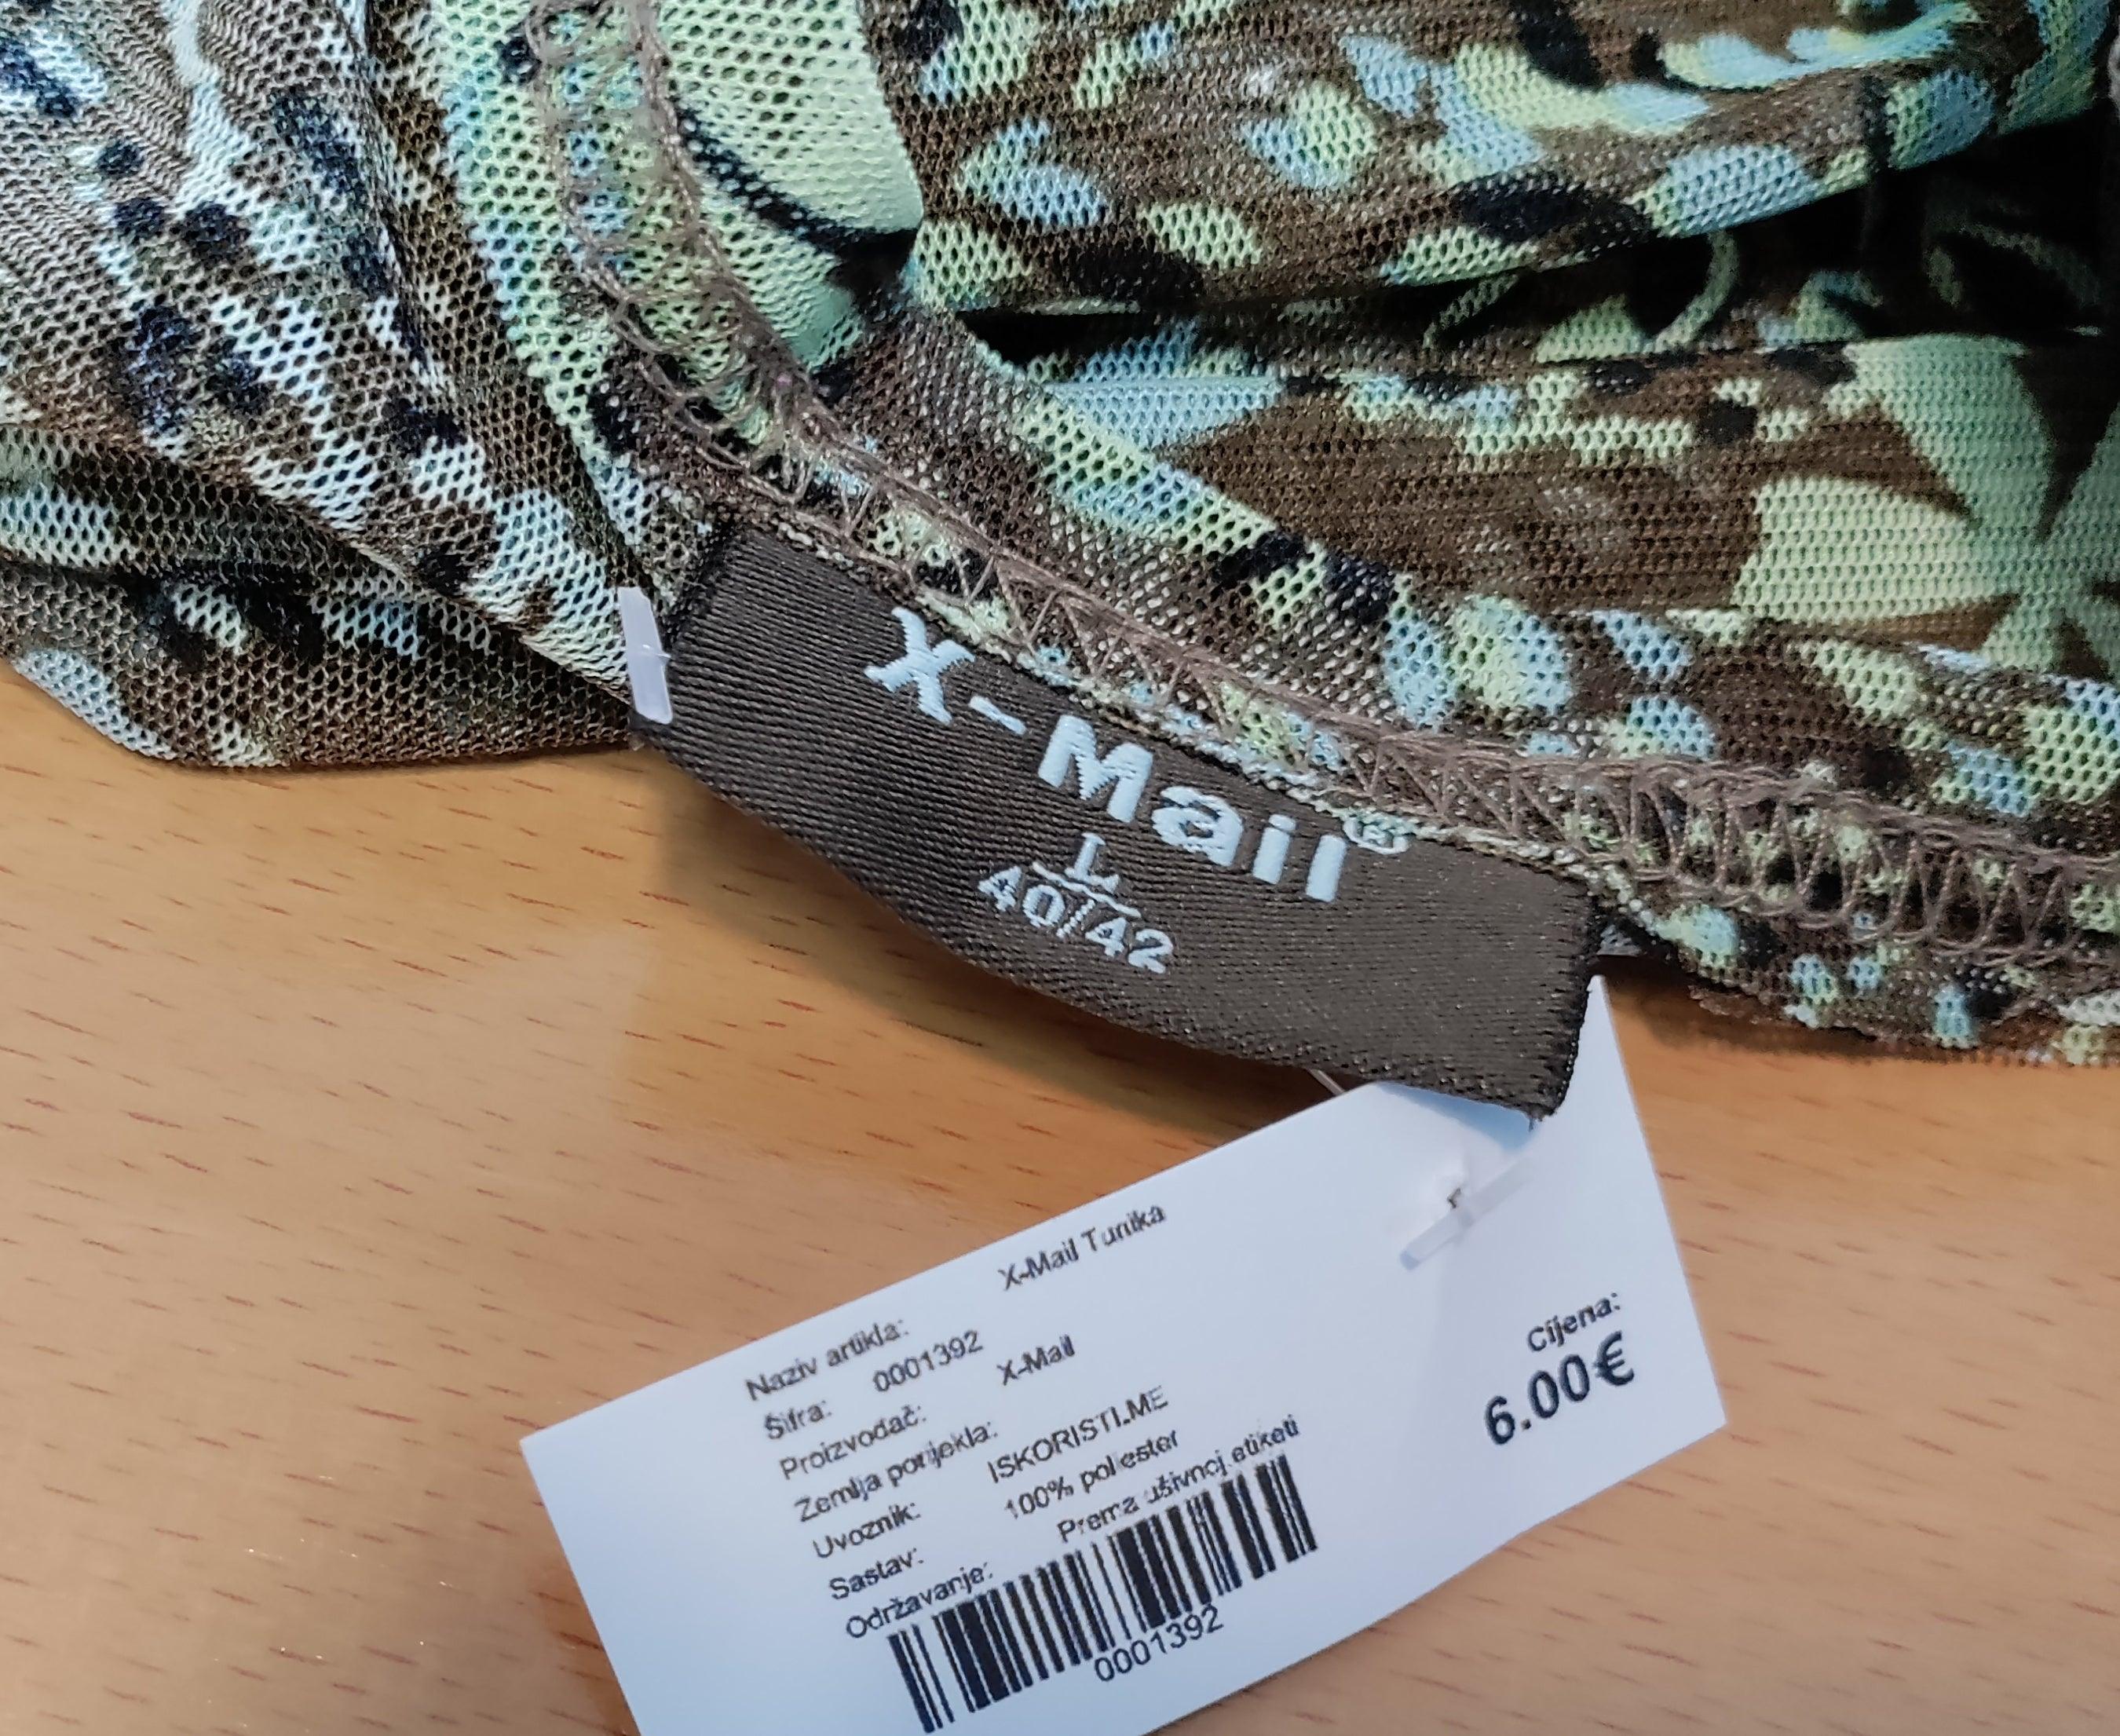 X-Mail®
L
40/42
Naziv artikla: X-Mail Tunika
Šifra: 0001392
Proizvođač: X-Mail
Zemlja porijekla:
Uvoznik: ISKORISTI.ME
Sastav: 100% poliester
Održavanje: Prema ušivnoj etiketi
0001392
Cijena:
6.00€